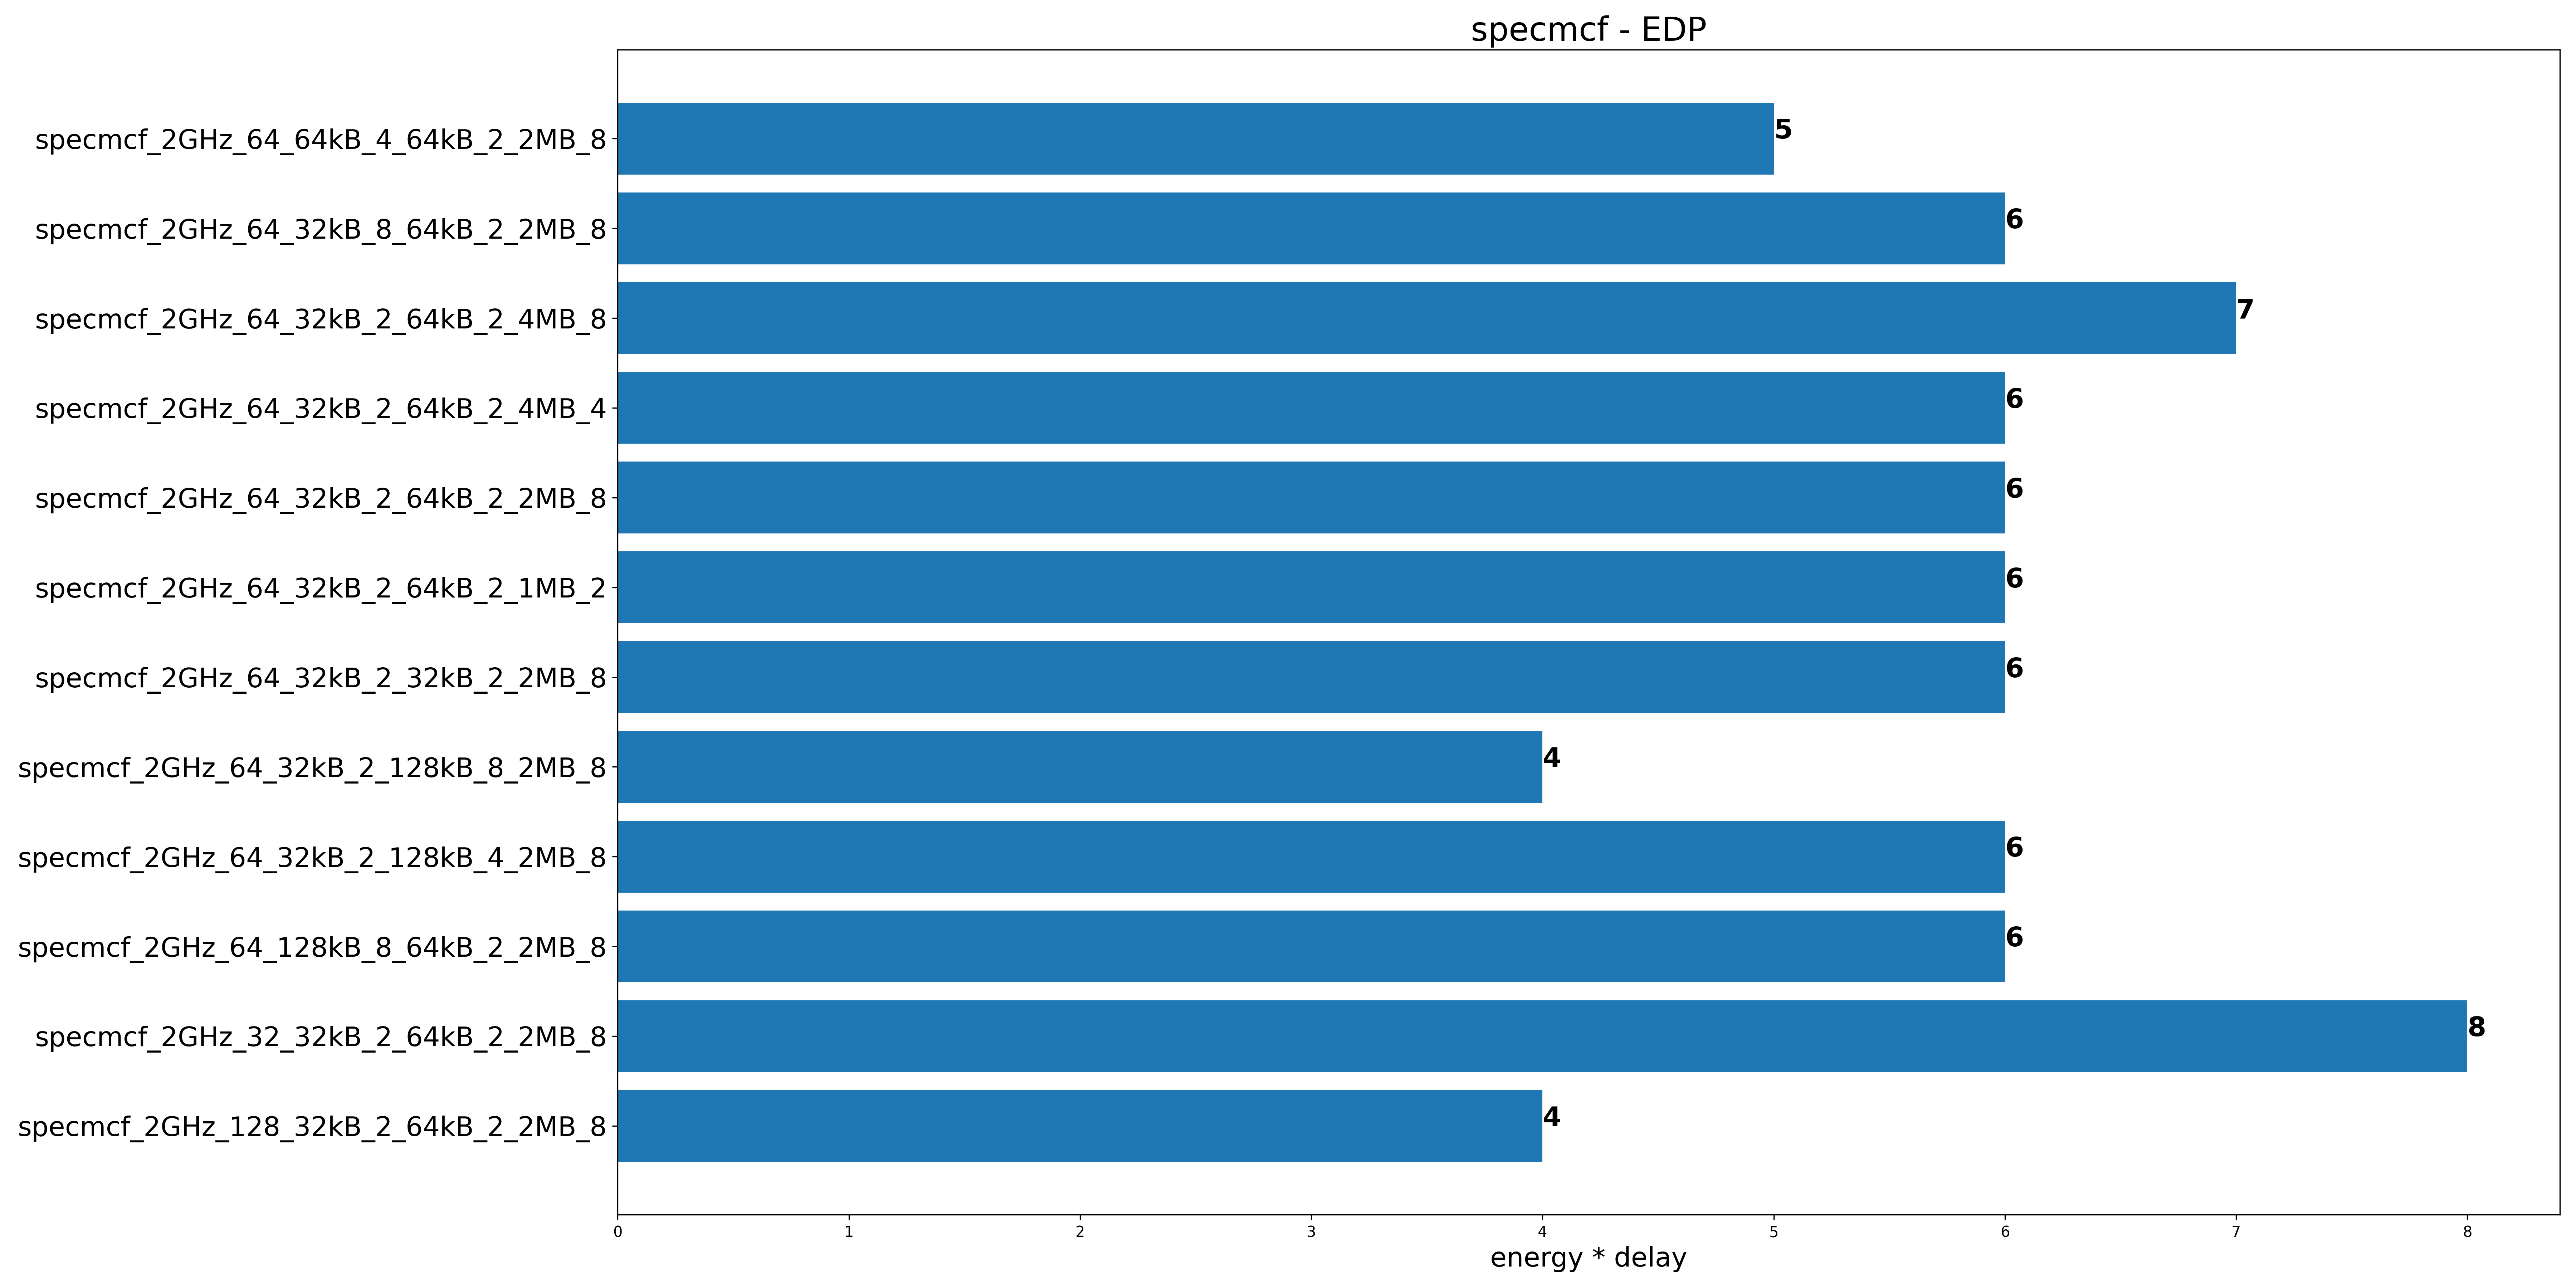 specmcf - EDP
specmcf_2GHz_64_64kB_4_64kB_2_2MB_8
5
specmcf_2GHz_64_32kB_8_64kB_2_2MB_8
6
specmcf_2GHz_64_32kB_2_64kB_2_4MB_8
7
specmcf_2GHz_64_32kB_2_64kB_2_4MB_4
6
specmcf_2GHz_64_32kB_2_64kB_2_2MB_8
6
specmcf_2GHz_64_32kB_2_64kB_2_1MB_2
6
specmcf_2GHz_64_32kB_2_32kB_2_2MB_8
6
specmcf_2GHz_64_32kB_2_128kB_8_2MB_8
4
specmcf_2GHz_64_32kB_2_128kB_4_2MB_8
6
specmcf_2GHz_64_128kB_8_64kB_2_2MB_8
6
specmcf_2GHz_32_32kB_2_64kB_2_2MB_8
8
specmcf_2GHz_128_32kB_2_64kB_2_2MB_8
4
0 1 2 3 4 5 6 7 8
energy * delay